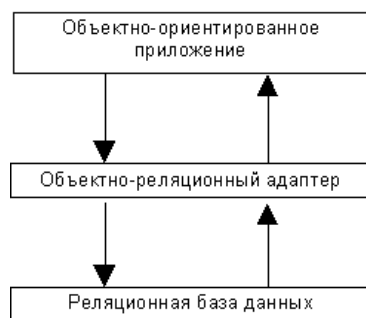 Объектно-ориентированное
приложение
Объектно-реляционный адаптер
Реляционная база данных